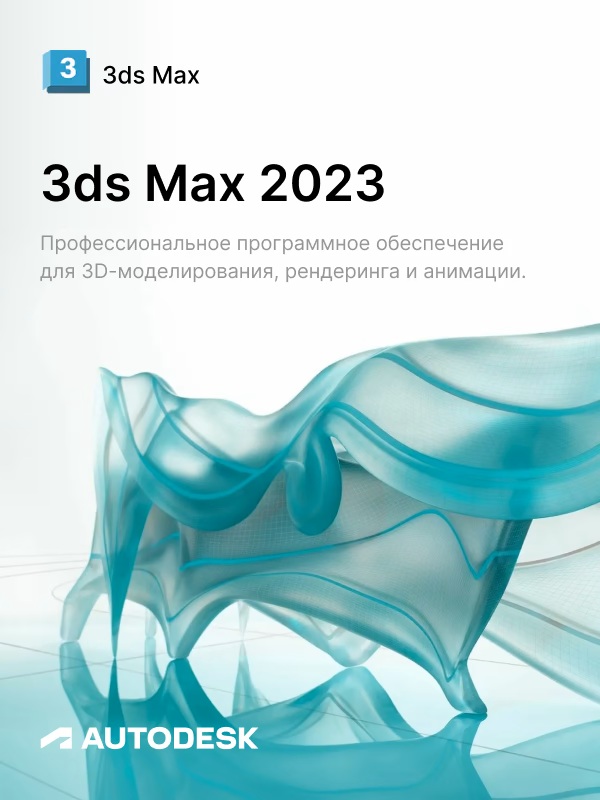 3
3ds Max
3ds Max 2023
Профессиональное программное обеспечение
для 3D-моделирования, рендеринга и анимации.
AUTODESK